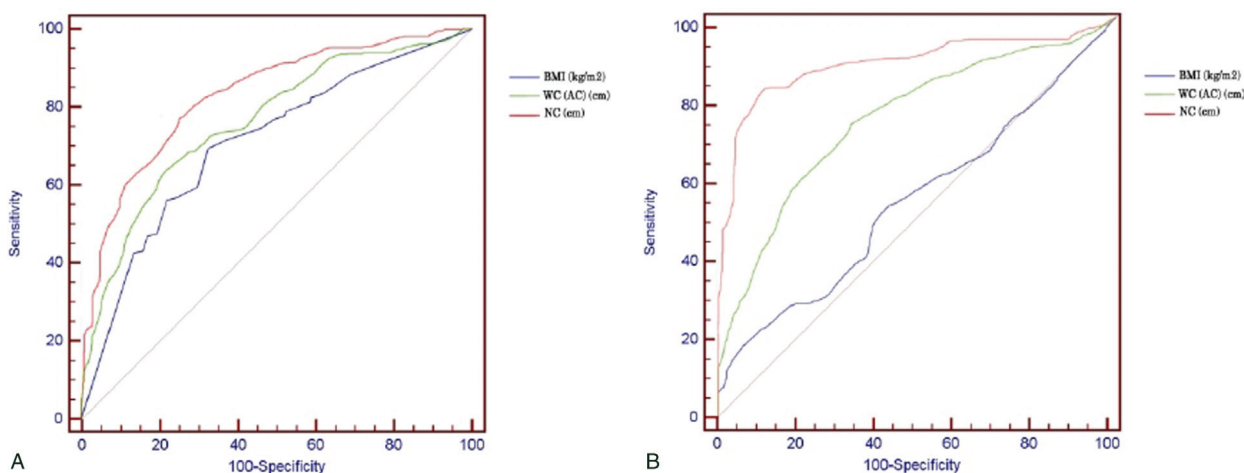 100
80
60
40
20
0
Sensitivity
0 20 40 60 80 100
100-Specificity
BMI (kg/m2)
WC (AC) (cm)
NC (cm)
A
100
80
60
40
20
0
Sensitivity
0 20 40 60 80 100
100-Specificity
BMI (kg/m2)
WC (AC) (cm)
NC (cm)
B